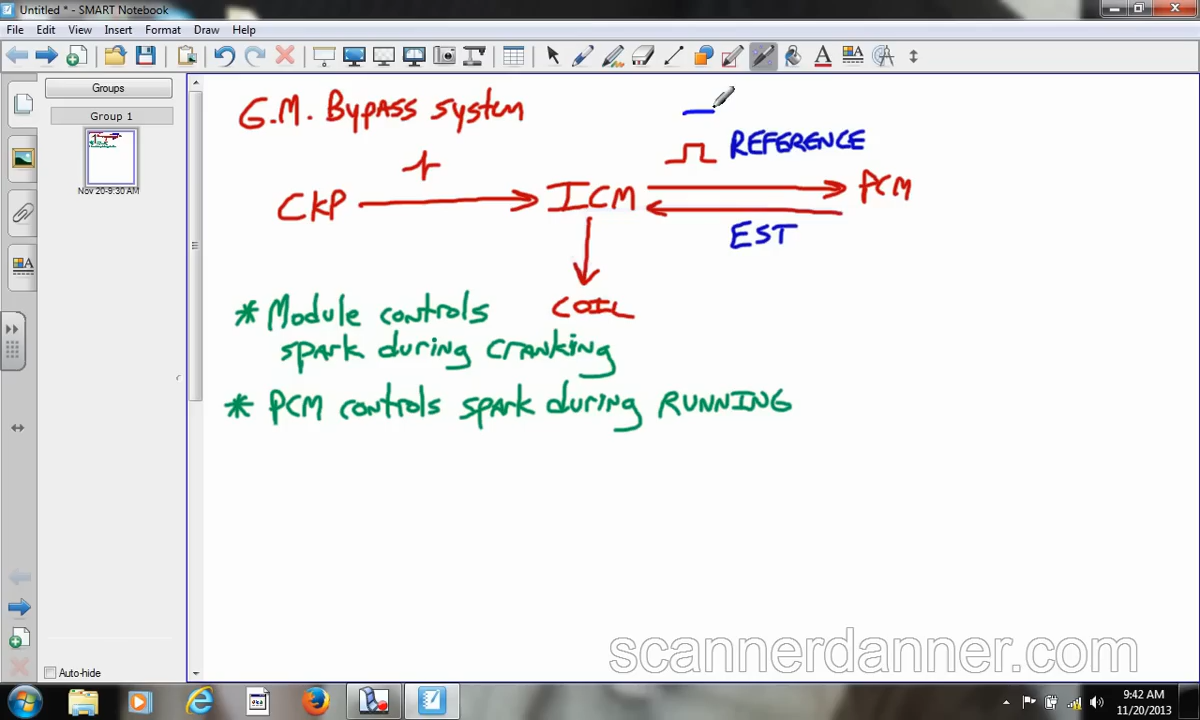 Untitled * - SMART Notebook
File Edit View Insert Format Draw Help
Groups
Group 1
Nov 20-9:30 AM
G.M. Bypass system
REFERENCE
CKP
ICM
PCM
EST
COIL
* Module controls
spark during CRANKing
* PCM controls spark during RUNNING
scannerdanner.com
Auto-hide
9:42 AM
11/20/2013